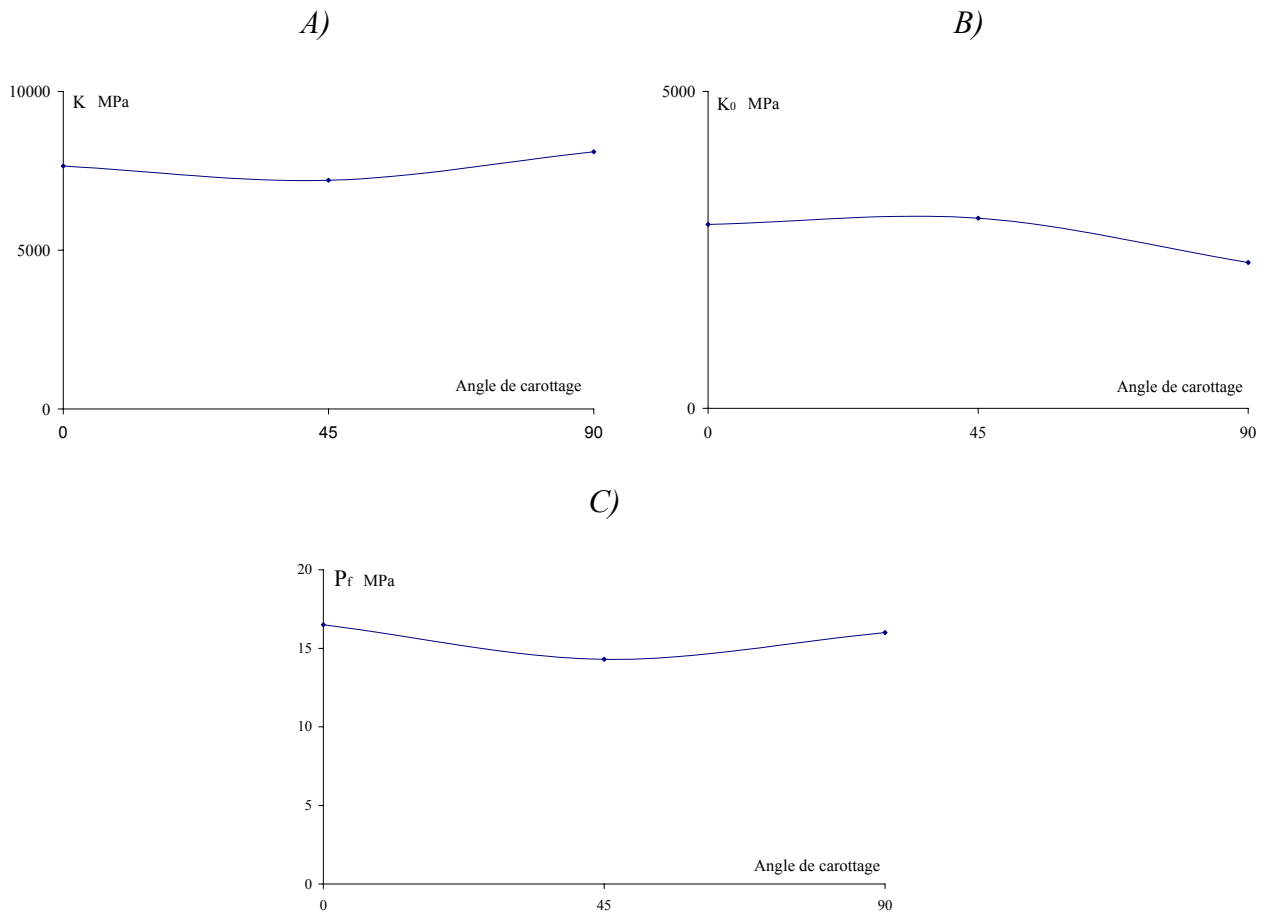 A)
10000
K MPa
5000
Angle de carottage
0
0 45 90
B)
5000
K0 MPa
Angle de carottage
0
0 45 90
C)
20
Pf MPa
15
10
5
Angle de carottage
0
0 45 90